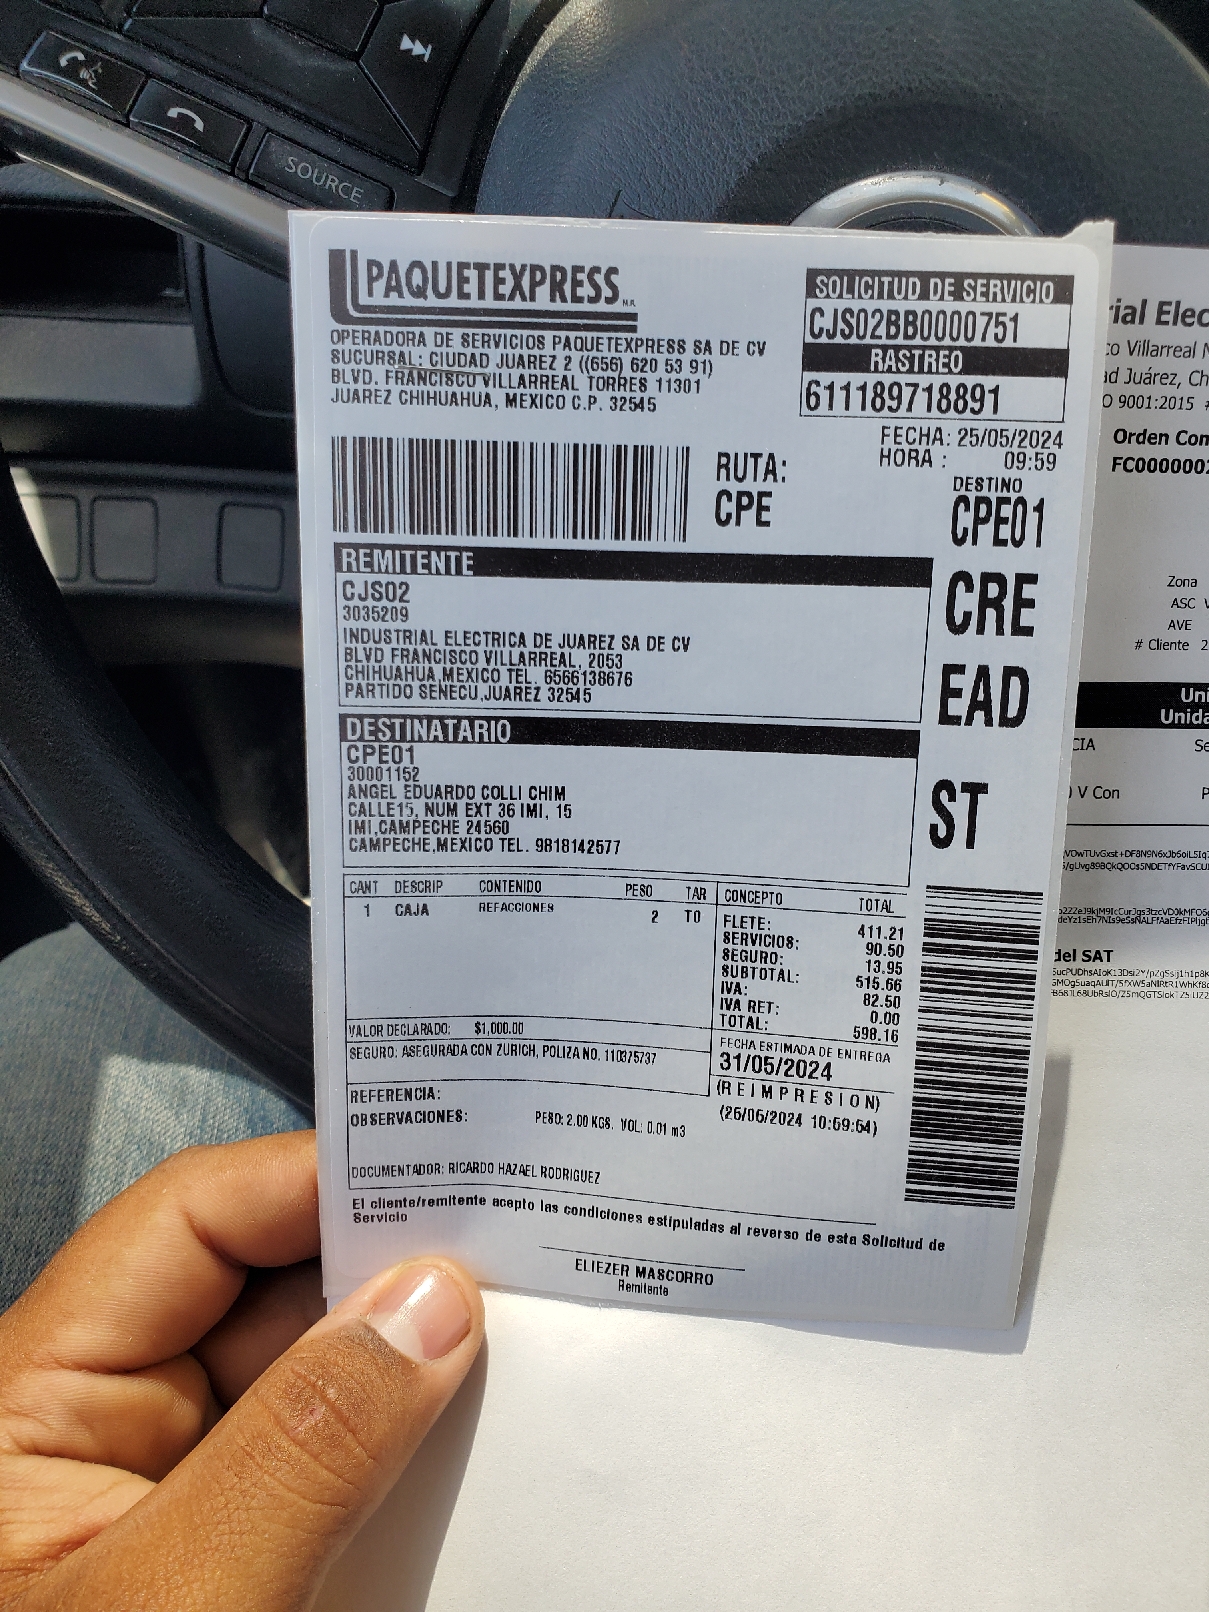 SOURCE
PAQUETEXPRESS
M.R.
OPERADORA DE SERVICIOS PAQUETEXPRESS SA DE CV
SUCURSAL: CIUDAD JUAREZ 2 ((656) 620 53 91)
BLVD. FRANCISCO VILLARREAL TORRES 11301
JUAREZ CHIHUAHUA, MEXICO C.P. 32545
SOLICITUD DE SERVICIO
CJS02BB0000751
RASTREO
611189718891
FECHA: 25/05/2024
HORA : 09:59
RUTA:
CPE
DESTINO
CPE01
CRE
EAD
ST
REMITENTE
CJS02
3035209
INDUSTRIAL ELECTRICA DE JUAREZ SA DE CV
BLVD FRANCISCO VILLARREAL, 2053
CHIHUAHUA,MEXICO TEL. 6566138676
PARTIDO SENECU,JUAREZ 32545
DESTINATARIO
CPE01
30001152
ANGEL EDUARDO COLLI CHIM
CALLE15, NUM EXT 36 IMI, 15
IMI,CAMPECHE 24560
CAMPECHE,MEXICO TEL. 9818142577
CANT DESCRIP CONTENIDO PESO TAR
1 CAJA REFACCIONES 2 T0
CONCEPTO TOTAL
FLETE: 411.21
SERVICIOS: 90.50
SEGURO: 13.95
SUBTOTAL: 515.66
IVA: 82.50
IVA RET: 0.00
TOTAL: 598.16
VALOR DECLARADO: $1,000.00
SEGURO: ASEGURADA CON ZURICH, POLIZA NO. 110375737
FECHA ESTIMADA DE ENTREGA
31/05/2024
(REIMPRESION)
REFERENCIA:
OBSERVACIONES: PESO: 2.00 KGS. VOL: 0.01 m3
DOCUMENTADOR: RICARDO HAZAEL RODRIGUEZ
El cliente/remitente acepto las condiciones estipuladas al reverso de esta Solicitud de
Servicio
ELIEZER MASCORRO
Remitente
rial Elec
co Villarreal N
ad Juárez, Ch
O 9001:2015 #
Orden Com
FC0000002
Zona
ASC V
AVE
# Cliente 2
Uni
Unida
CIA Se
) V Con P
del SAT